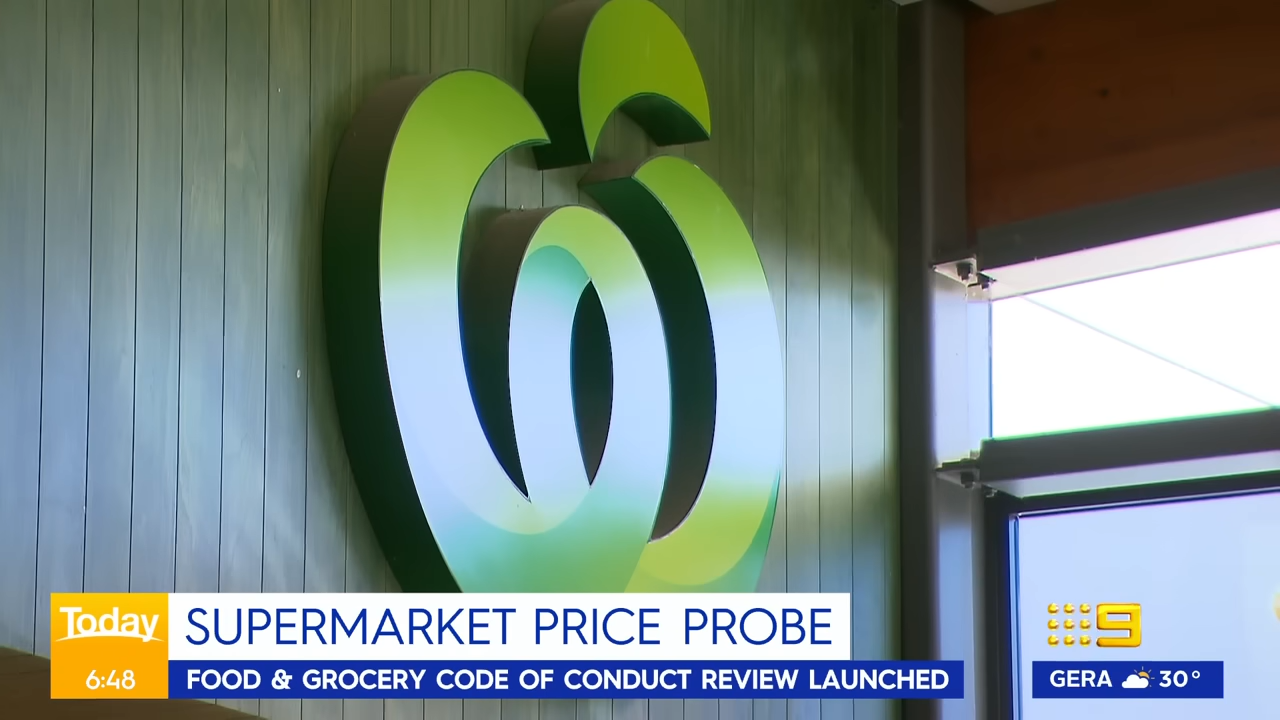 Today
SUPERMARKET PRICE PROBE
6:48
FOOD & GROCERY CODE OF CONDUCT REVIEW LAUNCHED
9
GERA 30°